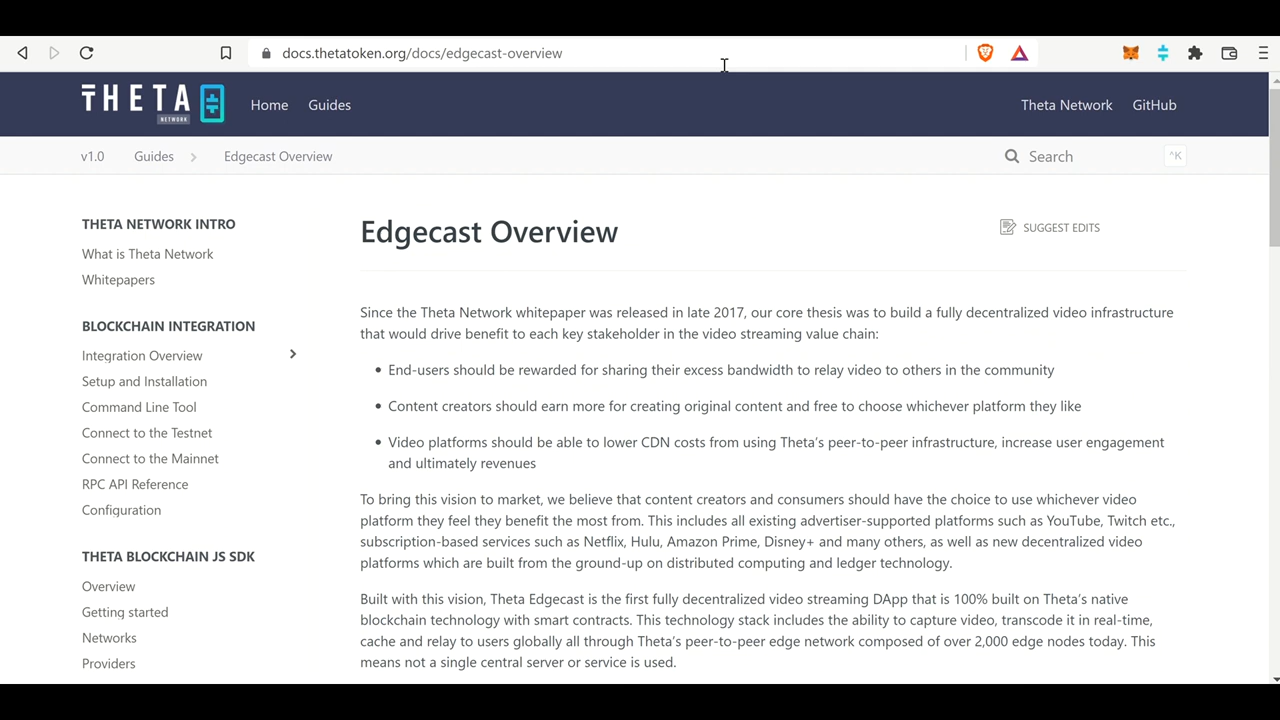 docs.thetatoken.org/docs/edgecast-overview
THETA
NETWORK
Home
Guides
Theta Network
GitHub
v1.0
Guides
Edgecast Overview
Search
^K
THETA NETWORK INTRO
What is Theta Network
Whitepapers
BLOCKCHAIN INTEGRATION
Integration Overview
Setup and Installation
Command Line Tool
Connect to the Testnet
Connect to the Mainnet
RPC API Reference
Configuration
THETA BLOCKCHAIN JS SDK
Overview
Getting started
Networks
Providers
Edgecast Overview
SUGGEST EDITS
Since the Theta Network whitepaper was released in late 2017, our core thesis was to build a fully decentralized video infrastructure
that would drive benefit to each key stakeholder in the video streaming value chain:
• End-users should be rewarded for sharing their excess bandwidth to relay video to others in the community
• Content creators should earn more for creating original content and free to choose whichever platform they like
• Video platforms should be able to lower CDN costs from using Theta’s peer-to-peer infrastructure, increase user engagement
and ultimately revenues
To bring this vision to market, we believe that content creators and consumers should have the choice to use whichever video
platform they feel they benefit the most from. This includes all existing advertiser-supported platforms such as YouTube, Twitch etc.,
subscription-based services such as Netflix, Hulu, Amazon Prime, Disney+ and many others, as well as new decentralized video
platforms which are built from the ground-up on distributed computing and ledger technology.
Built with this vision, Theta Edgecast is the first fully decentralized video streaming DApp that is 100% built on Theta’s native
blockchain technology with smart contracts. This technology stack includes the ability to capture video, transcode it in real-time,
cache and relay to users globally all through Theta’s peer-to-peer edge network composed of over 2,000 edge nodes today. This
means not a single central server or service is used.